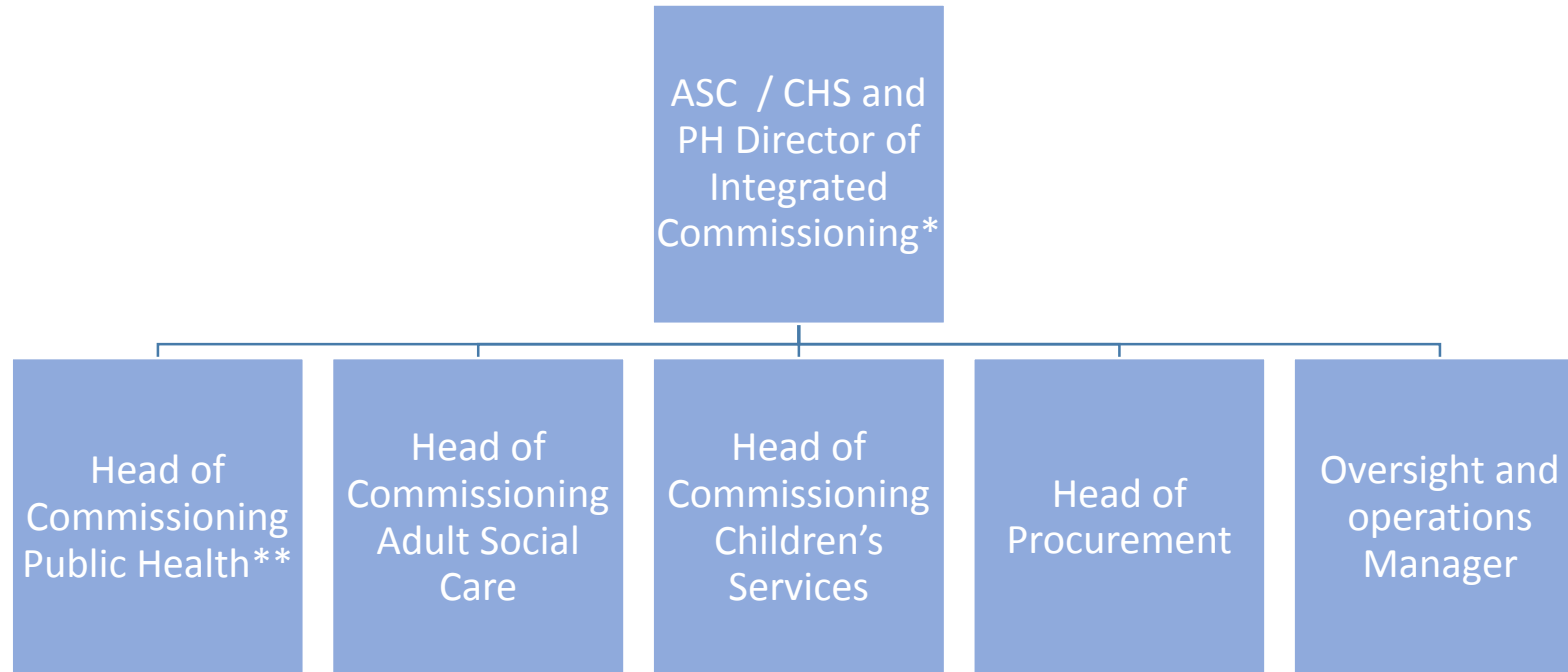 ASC  / CHS and
PH Director of
Integrated
Commissioning*
Head of
Commissioning
Public Health**
Head of
Commissioning
Adult Social
Care
Head of
Commissioning
Children’s
Services
Head of
Procurement
Oversight and
operations
Manager